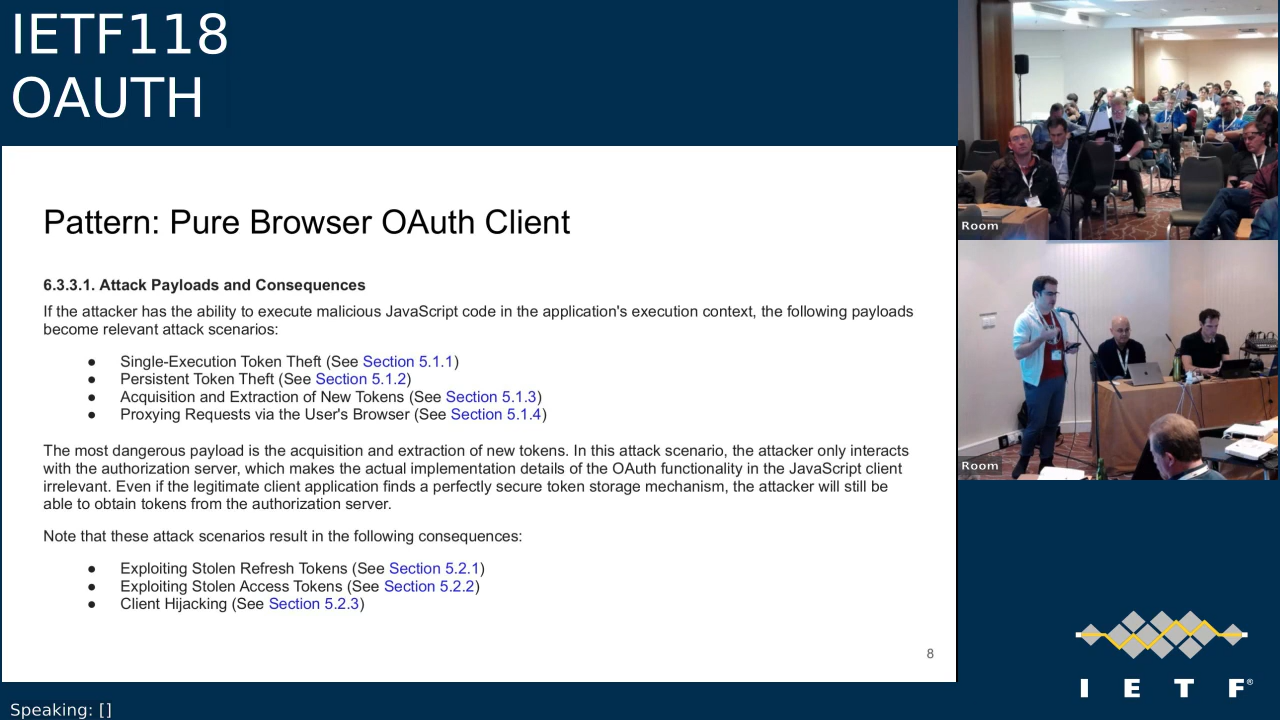 IETF118
OAUTH
Pattern: Pure Browser OAuth Client
6.3.3.1. Attack Payloads and Consequences
If the attacker has the ability to execute malicious JavaScript code in the application's execution context, the following payloads
become relevant attack scenarios:
● Single-Execution Token Theft (See Section 5.1.1)
● Persistent Token Theft (See Section 5.1.2)
● Acquisition and Extraction of New Tokens (See Section 5.1.3)
● Proxying Requests via the User's Browser (See Section 5.1.4)
The most dangerous payload is the acquisition and extraction of new tokens. In this attack scenario, the attacker only interacts
with the authorization server, which makes the actual implementation details of the OAuth functionality in the JavaScript client
irrelevant. Even if the legitimate client application finds a perfectly secure token storage mechanism, the attacker will still be
able to obtain tokens from the authorization server.
Note that these attack scenarios result in the following consequences:
● Exploiting Stolen Refresh Tokens (See Section 5.2.1)
● Exploiting Stolen Access Tokens (See Section 5.2.2)
● Client Hijacking (See Section 5.2.3)
8
Room
Room
I E T F®
Speaking: []